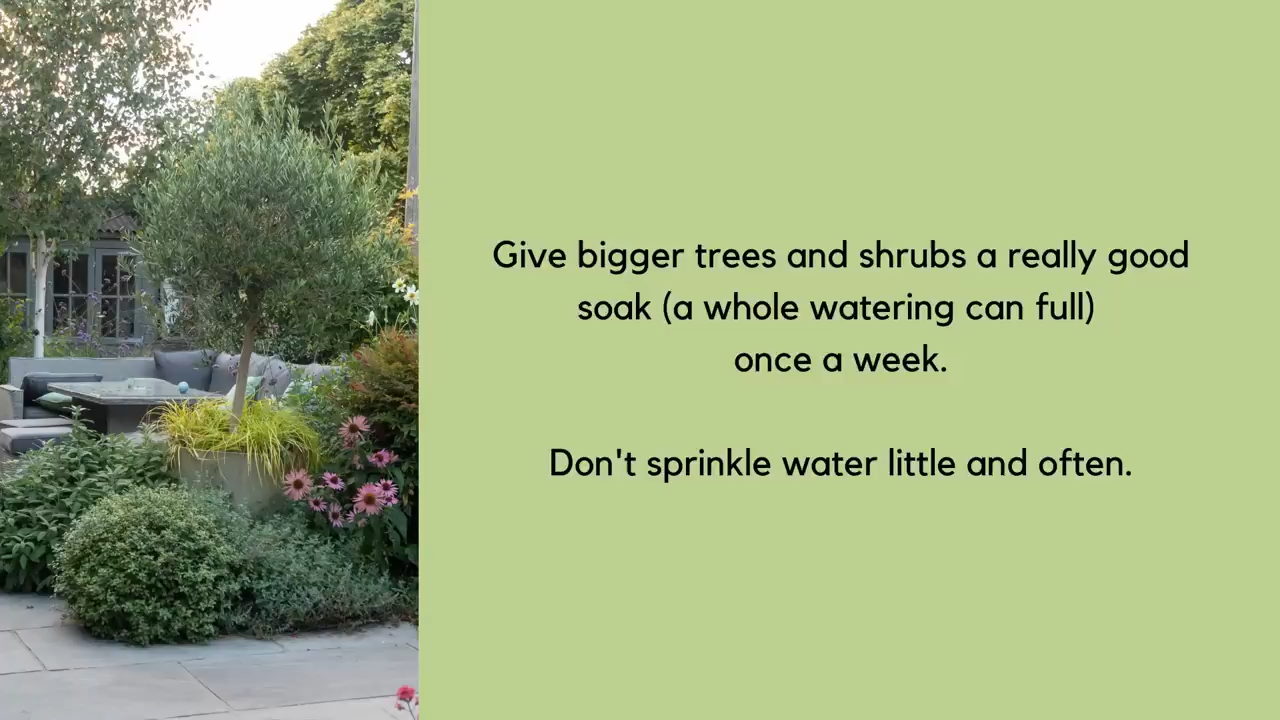 Give bigger trees and shrubs a really good
soak (a whole watering can full)
once a week.
Don't sprinkle water little and often.